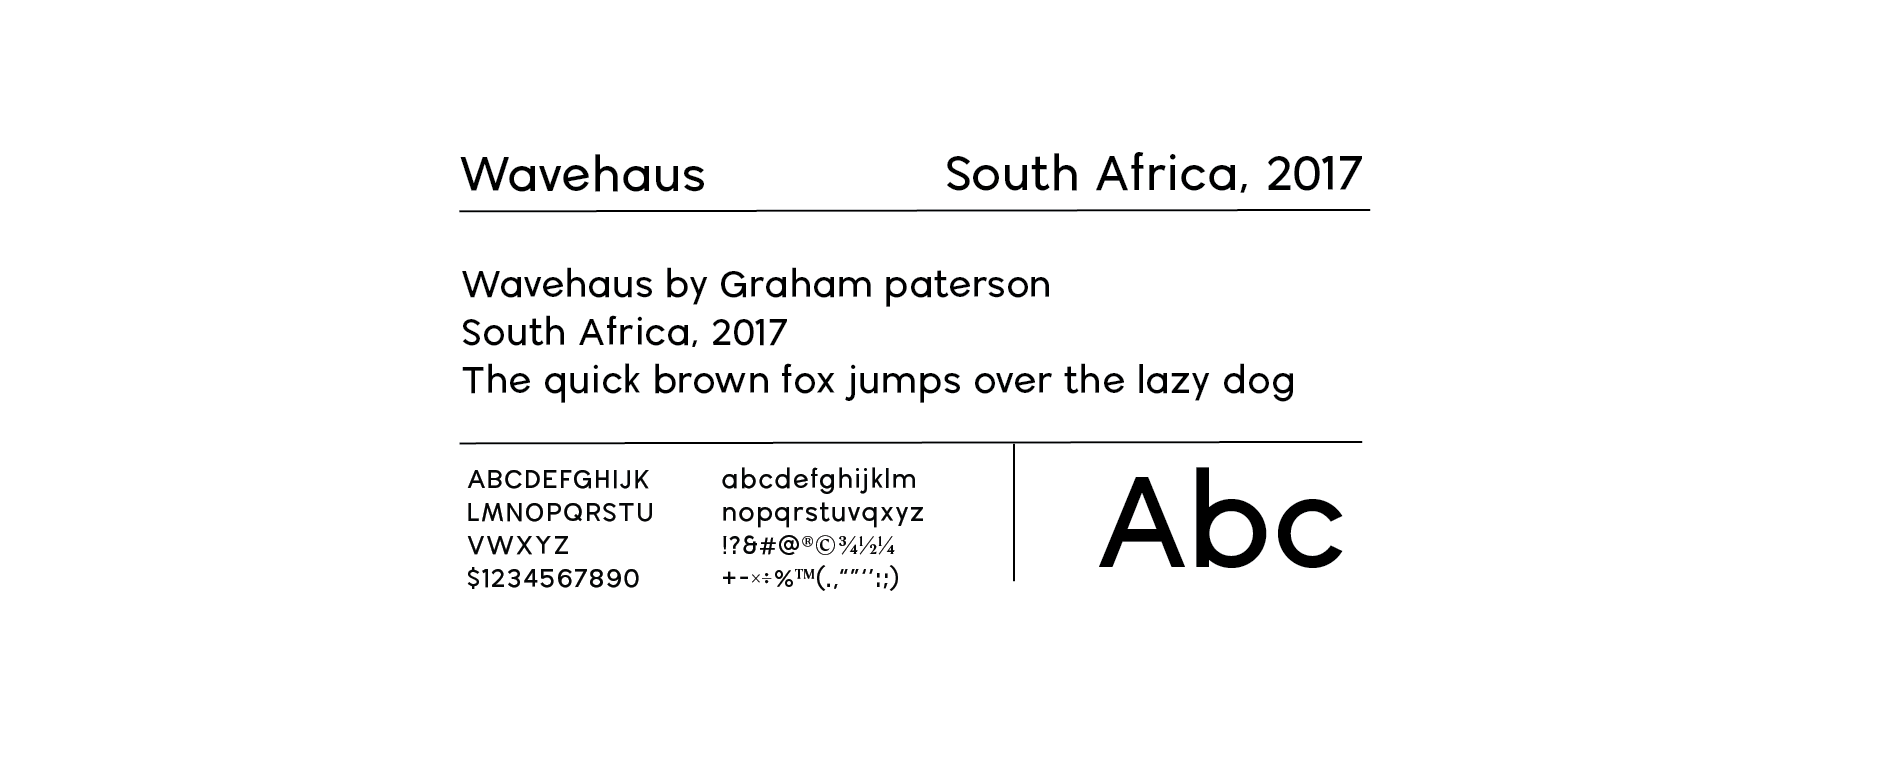 Wavehaus
South Africa, 2017
Wavehaus by Graham paterson
South Africa, 2017
The quick brown fox jumps over the lazy dog
ABCDEFGHIJK
LMNOPQRSTU
VWXYZ
$1234567890
abcdefghijklm
nopqrstuvqxyz
!?&#@®©¾½¼
+-×÷%™(.,“”‘’:;)
Abc